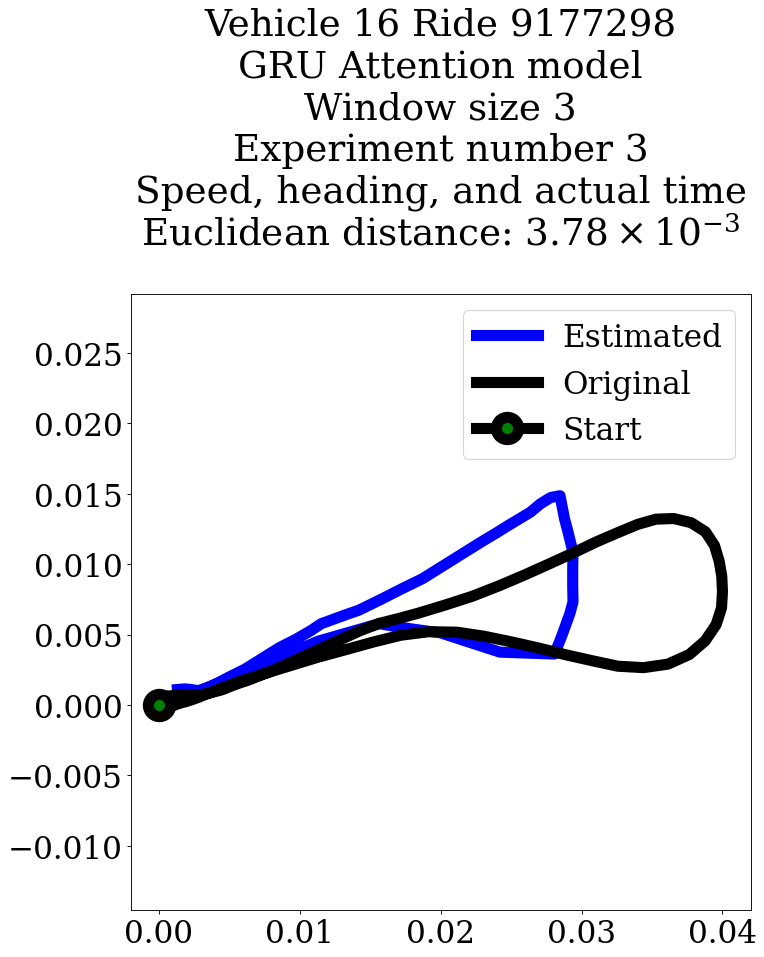 Vehicle 16 Ride 9177298
GRU Attention model
Window size 3
Experiment number 3
Speed, heading, and actual time
Euclidean distance: 3.78 × 10⁻³
Estimated
Original
Start
0.025
0.020
0.015
0.010
0.005
0.000
−0.005
−0.010
0.00 0.01 0.02 0.03 0.04